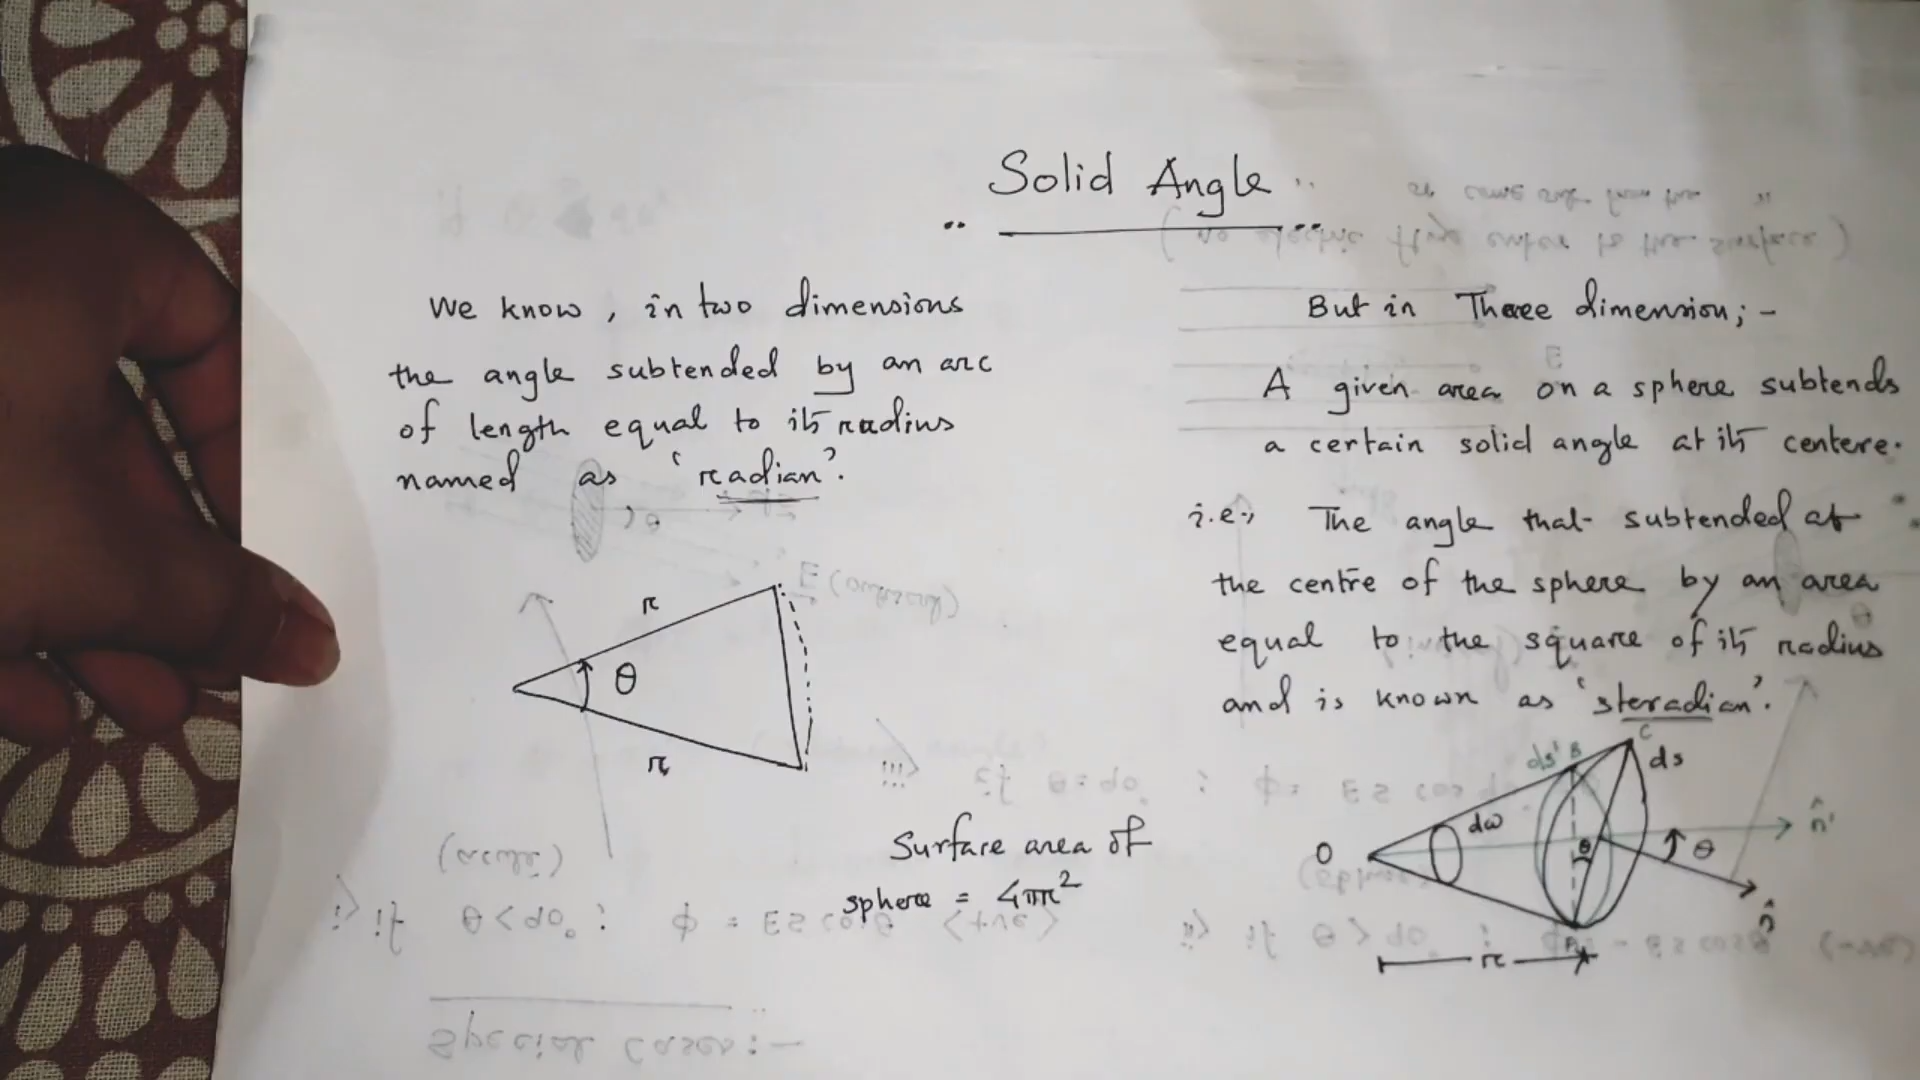 Solid Angle
We know, in two dimensions
the angle subtended by an arc
of length equal to its radius
named as 'radian'.
r
θ
r
Surface area of
sphere = 4πr²
But in Three dimension;-
A given area on a sphere subtends
a certain solid angle at its centere.
i.e., The angle that subtended at
the centre of the sphere by an area
equal to the square of its radius
and is known as 'steradian'.
ds' B C ds
dω
O
θ
θ
n̂'
n̂
A
r